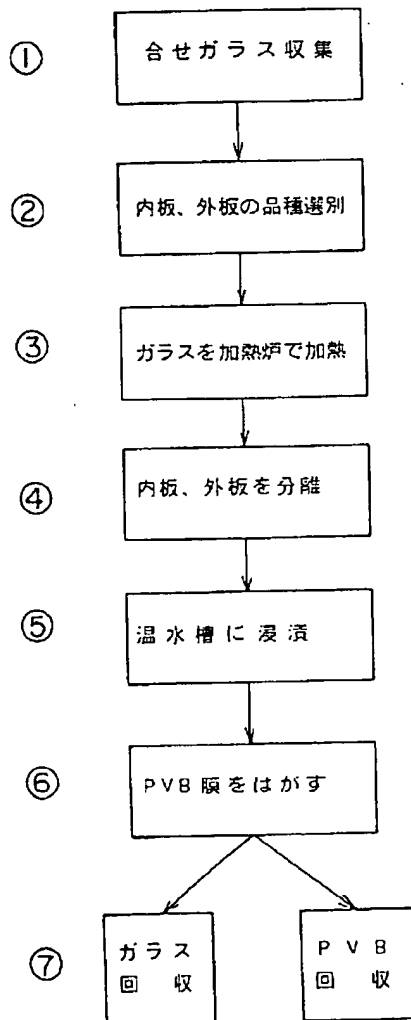 ① 合せガラス収集
② 内板、外板の品種選別
③ ガラスを加熱炉で加熱
④ 内板、外板を分離
⑤ 温水槽に浸漬
⑥ PVB膜をはがす
⑦ ガラス PVB
回収 回収